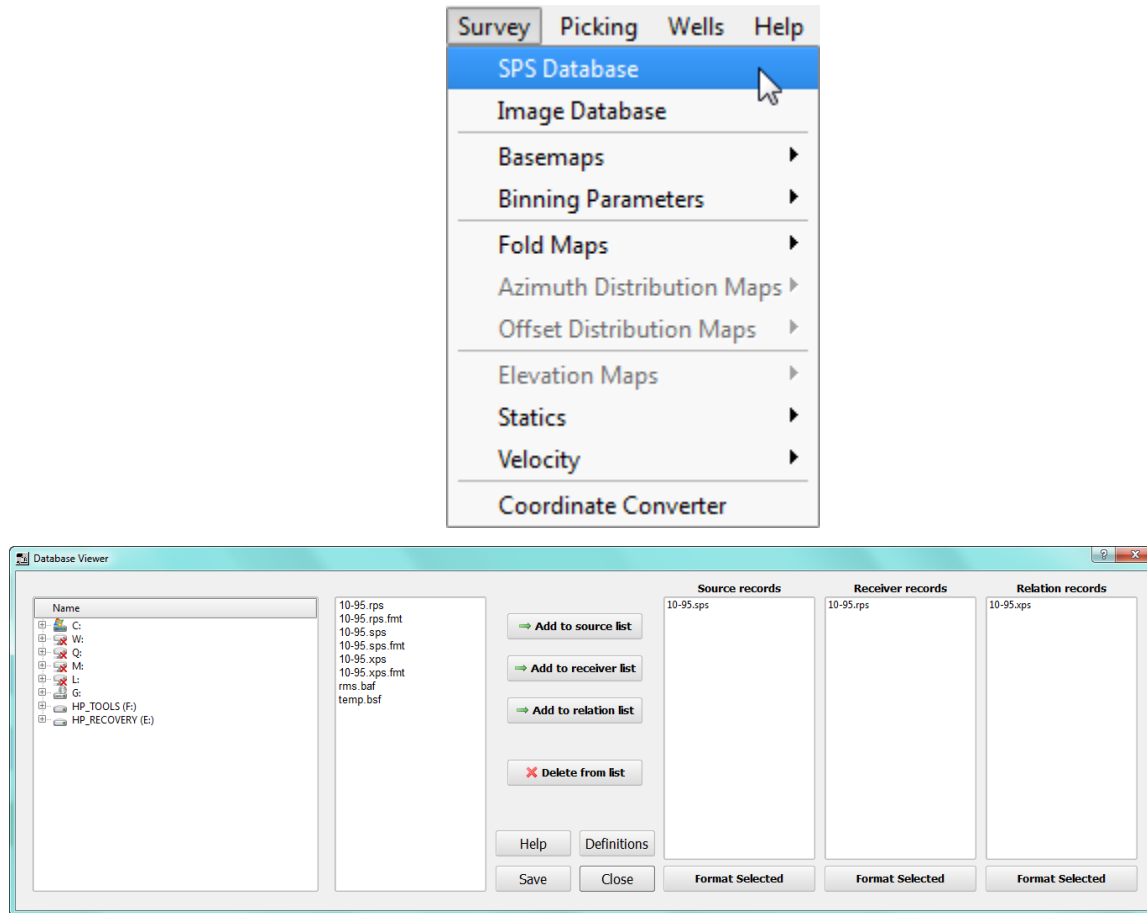 Survey Picking Wells Help
SPS Database
Image Database
Basemaps
Binning Parameters
Fold Maps
Azimuth Distribution Maps
Offset Distribution Maps
Elevation Maps
Statics
Velocity
Coordinate Converter
Database Viewer
Name
C:
W:
Q:
M:
L:
G:
HP_TOOLS (F:)
HP_RECOVERY (E:)
10-95.rps
10-95.rps.fmt
10-95.sps
10-95.sps.fmt
10-95.xps
10-95.xps.fmt
rms.baf
temp.bsf
Add to source list
Add to receiver list
Add to relation list
Delete from list
Help Definitions
Save Close
Source records
10-95.sps
Format Selected
Receiver records
10-95.rps
Format Selected
Relation records
10-95.xps
Format Selected